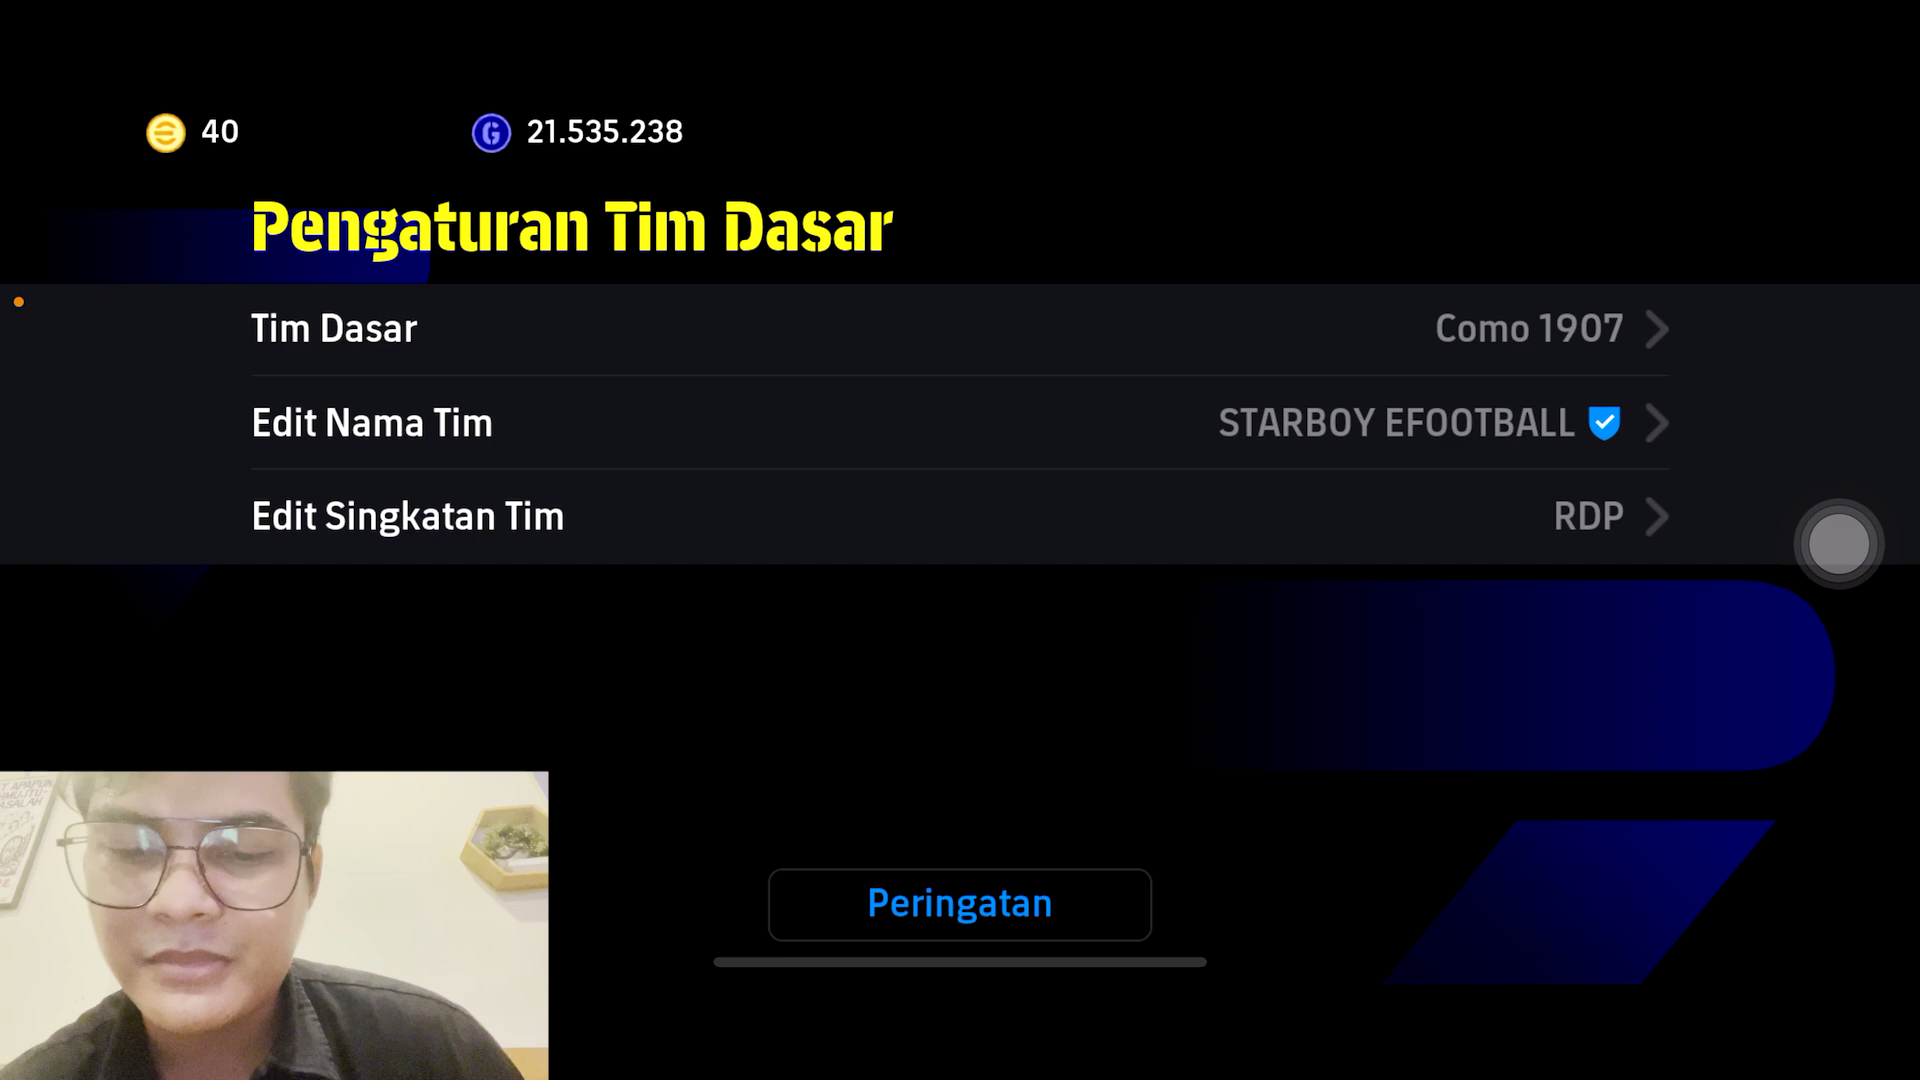 40
21.535.238
Pengaturan Tim Dasar
Tim Dasar
Como 1907
Edit Nama Tim
STARBOY EFOOTBALL
Edit Singkatan Tim
RDP
Peringatan